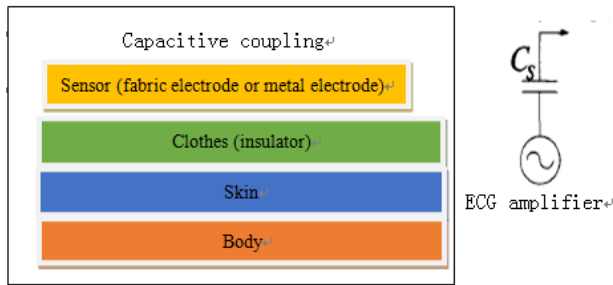 Capacitive coupling↵
Sensor (fabric electrode or metal electrode)↵
Clothes (insulator)↵
Skin↵
Body↵
Cs
ECG amplifier↵